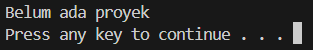 Belum ada proyek
Press any key to continue . . .